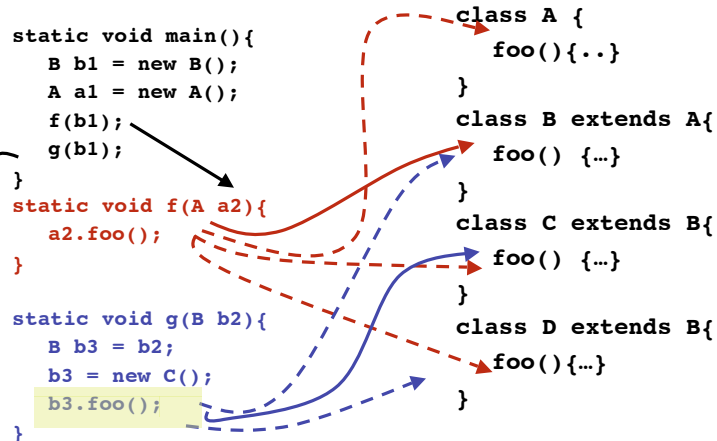 static void main(){
B b1 = new B();
A a1 = new A();
f(b1);
g(b1);
}
static void f(A a2){
a2.foo();
}
static void g(B b2){
B b3 = b2;
b3 = new C();
b3.foo();
}
class A {
foo(){..}
}
class B extends A{
foo() {…}
}
class C extends B{
foo() {…}
}
class D extends B{
foo(){…}
}